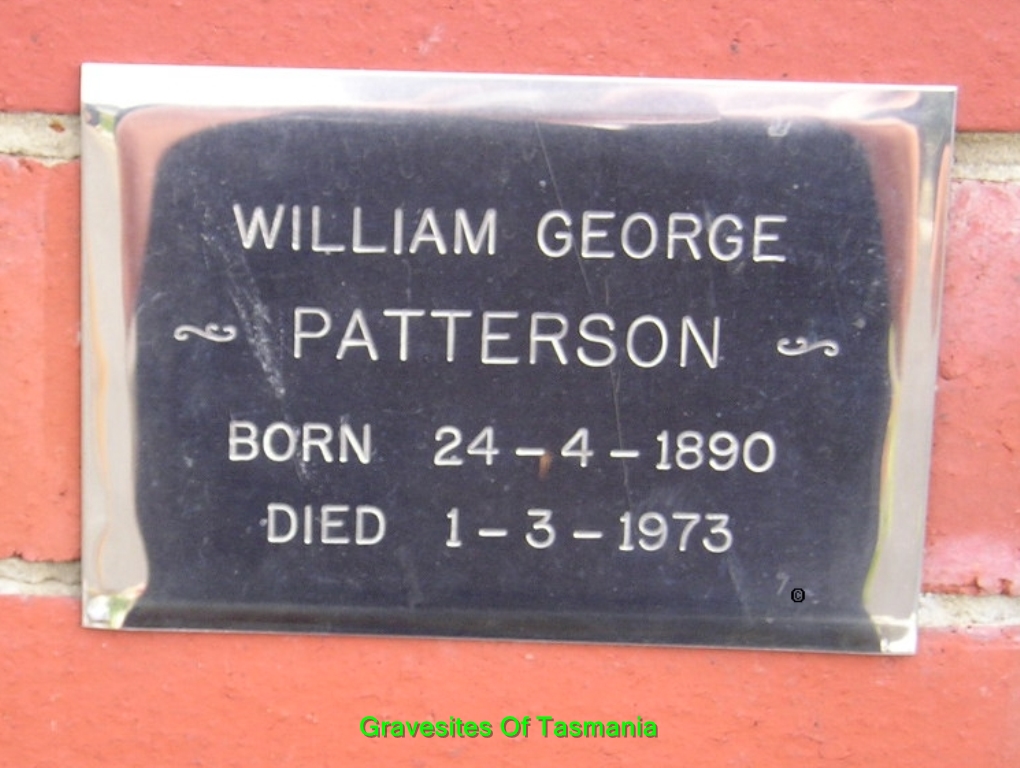 WILLIAM GEORGE
PATTERSON
BORN 24-4-1890
DIED 1-3-1973
©
Gravesites Of Tasmania